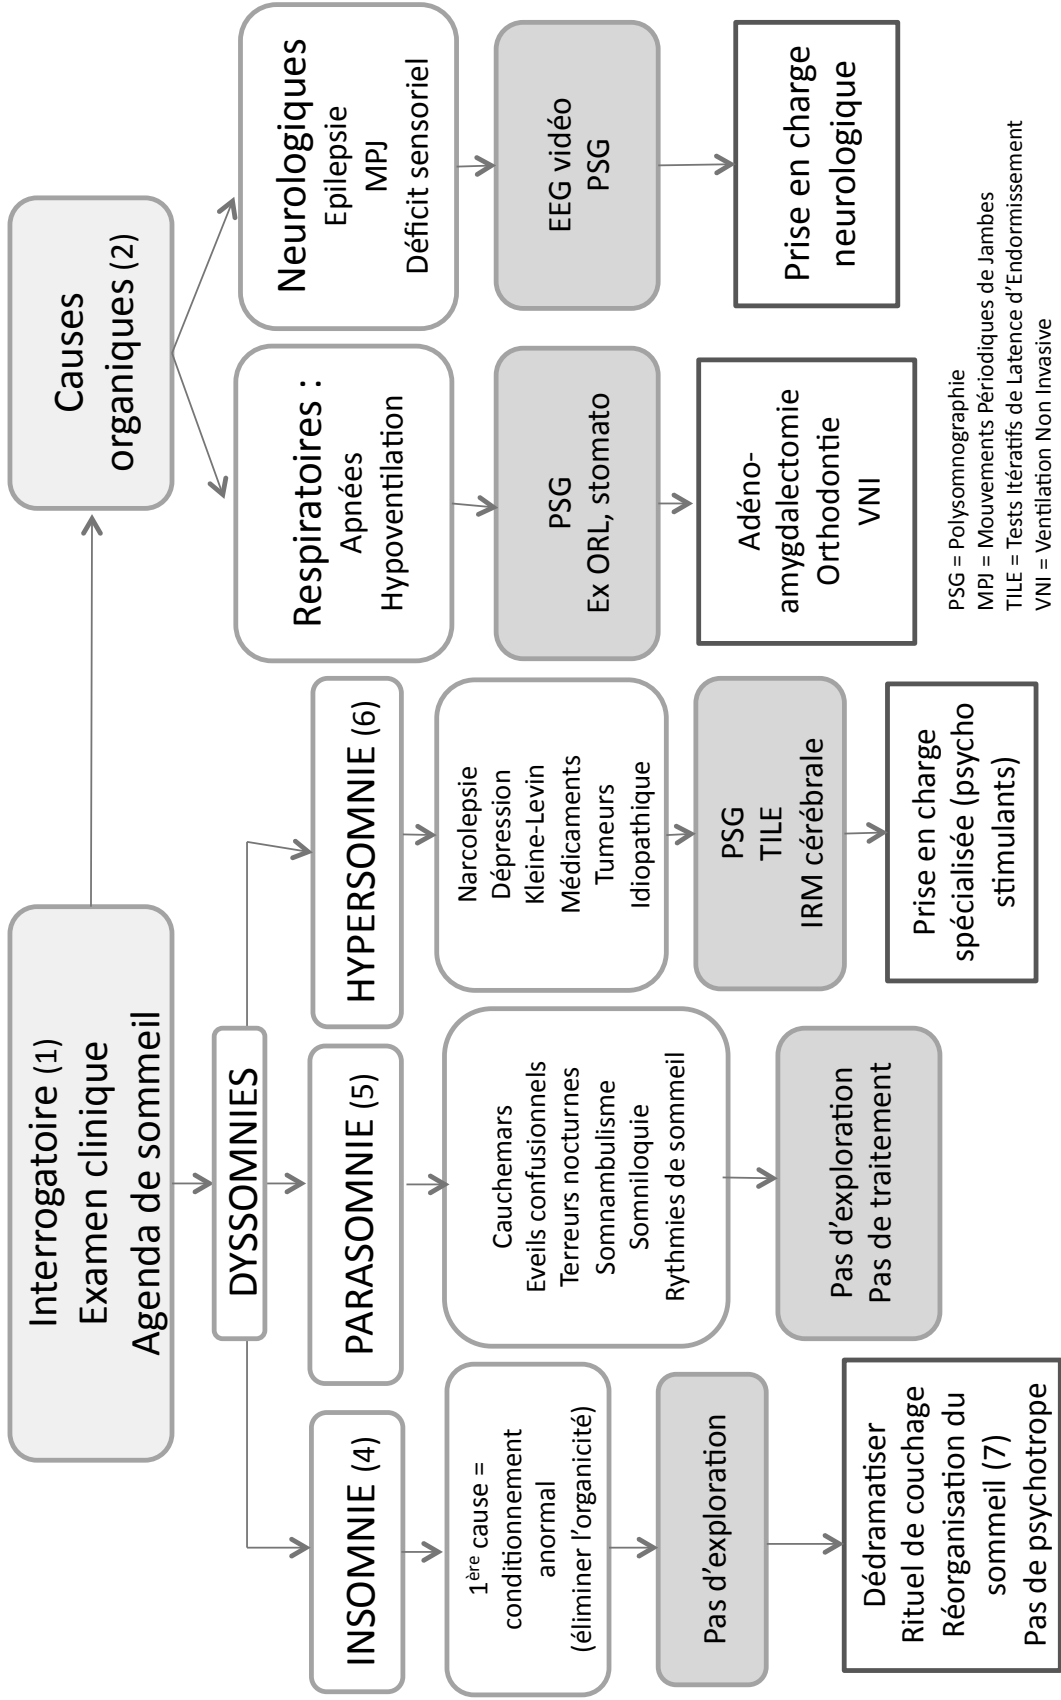 Interrogatoire (1)
Examen clinique
Agenda de sommeil
Causes
organiques (2)
DYSSOMNIES
INSOMNIE (4)
1ère cause =
conditionnement
anormal
(éliminer l’organicité)
Pas d’exploration
Dédramatiser
Rituel de couchage
Réorganisation du
sommeil (7)
Pas de psychotrope
PARASOMNIE (5)
Cauchemars
Eveils confusionnels
Terreurs nocturnes
Somnambulisme
Somniloquie
Rythmies de sommeil
Pas d’exploration
Pas de traitement
HYPERSOMNIE (6)
Narcolepsie
Dépression
Kleine-Levin
Médicaments
Tumeurs
Idiopathique
PSG
TILE
IRM cérébrale
Prise en charge
spécialisée (psycho
stimulants)
Respiratoires :
Apnées
Hypoventilation
PSG
Ex ORL, stomato
Adéno-
amygdalectomie
Orthodontie
VNI
Neurologiques
Epilepsie
MPJ
Déficit sensoriel
EEG vidéo
PSG
Prise en charge
neurologique
PSG = Polysomnographie
MPJ = Mouvements Périodiques de Jambes
TILE = Tests Itératifs de Latence d’Endormissement
VNI = Ventilation Non Invasive